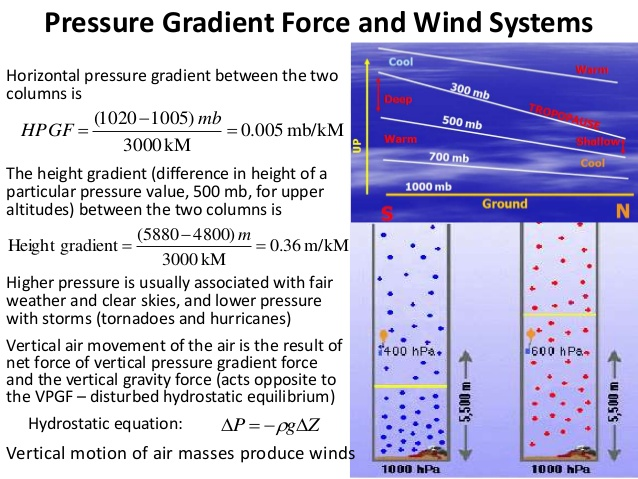 Pressure Gradient Force and Wind Systems
Horizontal pressure gradient between the two
columns is
HPGF = (1020 − 1005) mb / 3000 kM = 0.005 mb/kM
The height gradient (difference in height of a
particular pressure value, 500 mb, for upper
altitudes) between the two columns is
Height gradient = (5880 − 4800) m / 3000 kM = 0.36 m/kM
Higher pressure is usually associated with fair
weather and clear skies, and lower pressure
with storms (tornadoes and hurricanes)
Vertical air movement of the air is the result of
net force of vertical pressure gradient force
and the vertical gravity force (acts opposite to
the VPGF – disturbed hydrostatic equilibrium)
Hydrostatic equation: ΔP = −ρgΔZ
Vertical motion of air masses produce winds
Cool
Warm
300 mb
TROPOPAUSE
Deep
500 mb
Shallow
UP
Warm
700 mb
Cool
1000 mb
Ground
S
N
400 hPa
5,500 m
1000 hPa
600 hPa
5,500 m
1000 hPa